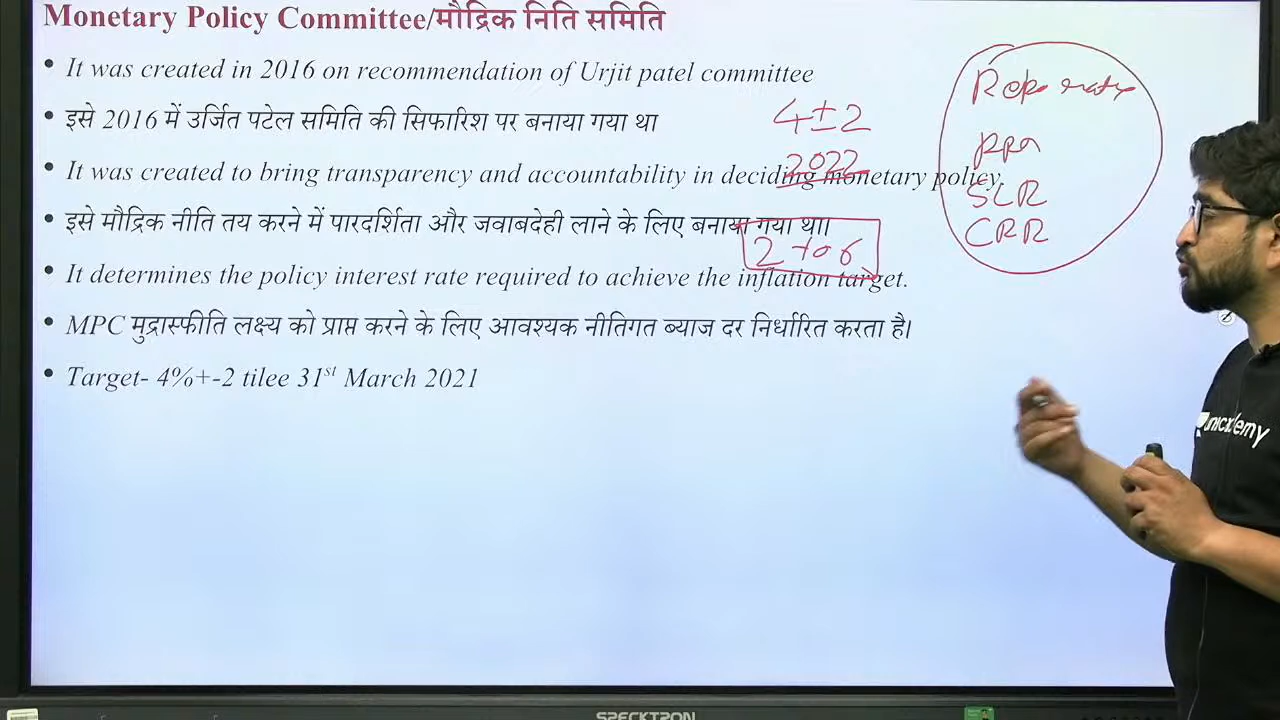 Monetary Policy Committee/मौद्रिक निति समिति
• It was created in 2016 on recommendation of Urjit patel committee
• इसे 2016 में उर्जित पटेल समिति की सिफारिश पर बनाया गया था
• It was created to bring transparency and accountability in deciding monetary policy.
• इसे मौद्रिक नीति तय करने में पारदर्शिता और जवाबदेही लाने के लिए बनाया गया था।
• It determines the policy interest rate required to achieve the inflation target.
• MPC मुद्रास्फीति लक्ष्य को प्राप्त करने के लिए आवश्यक नीतिगत ब्याज दर निर्धारित करता है।
• Target- 4%+-2 tilee 31st March 2021
4±2
2022
2 to 6
Repo rate
SLR
CRR
unacademy
SPECKTRON